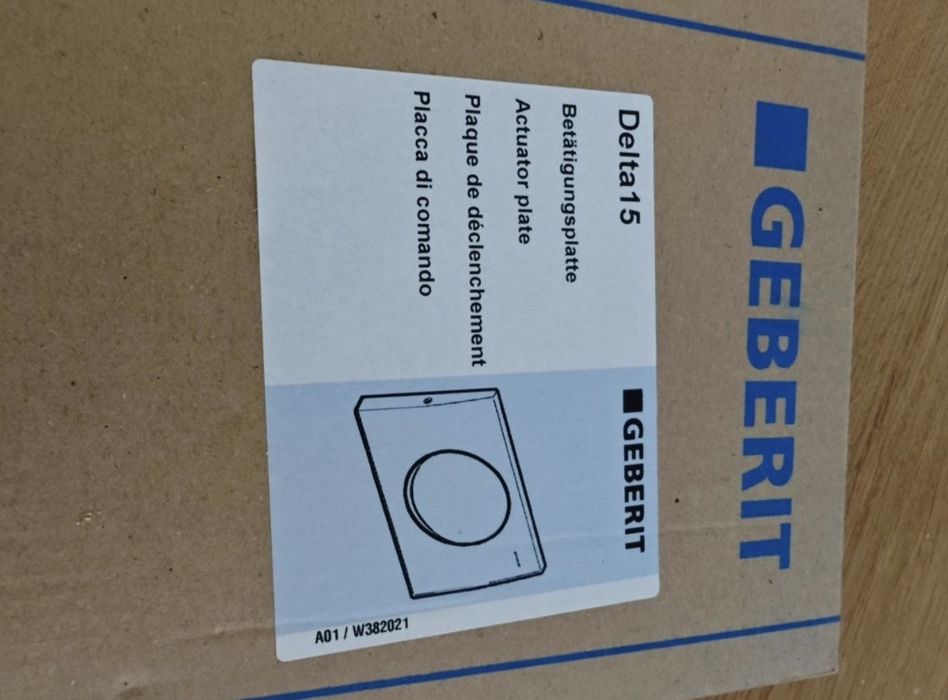 GEBERIT
Delta15
GEBERIT
Betätigungsplatte
Actuator plate
Plaque de déclenchement
Placca di comando
A01 / W382021